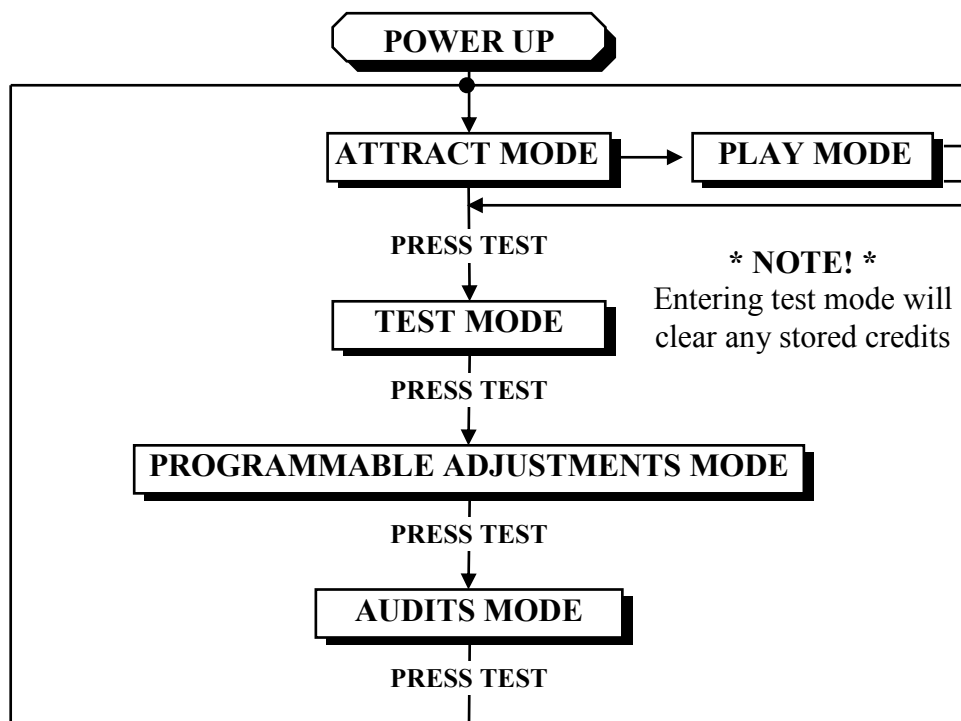 POWER UP
ATTRACT MODE
PLAY MODE
PRESS TEST
* NOTE! *
Entering test mode will
clear any stored credits
TEST MODE
PRESS TEST
PROGRAMMABLE ADJUSTMENTS MODE
PRESS TEST
AUDITS MODE
PRESS TEST